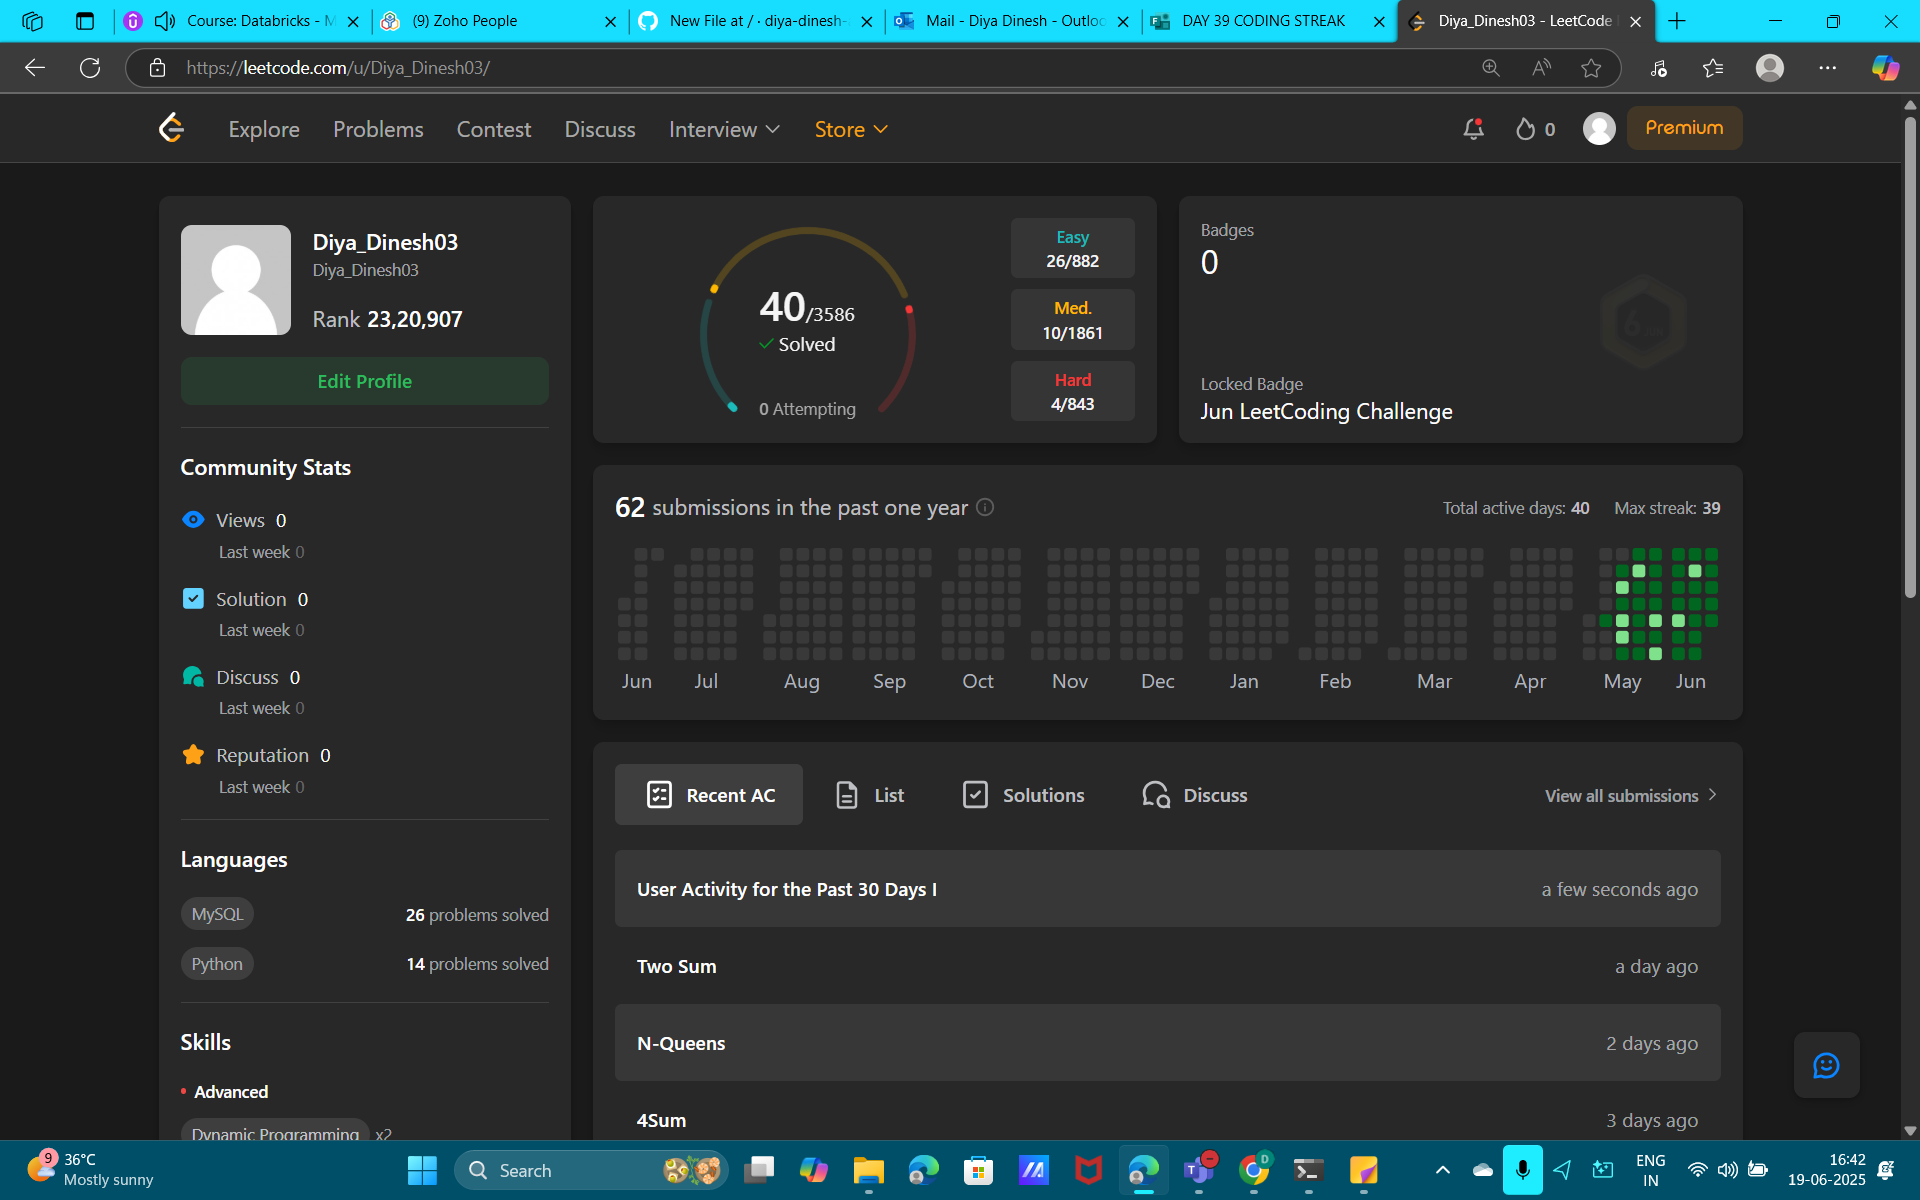 Course: Databricks - M
(9) Zoho People
New File at / · diya-dinesh-
Mail - Diya Dinesh - Outloo
DAY 39 CODING STREAK
Diya_Dinesh03 - LeetCode
https://leetcode.com/u/Diya_Dinesh03/
Explore
Problems
Contest
Discuss
Interview
Store
0
Premium
Diya_Dinesh03
Diya_Dinesh03
Rank 23,20,907
Edit Profile
Community Stats
Views 0
Last week 0
Solution 0
Last week 0
Discuss 0
Last week 0
Reputation 0
Last week 0
Languages
MySQL
26 problems solved
Python
14 problems solved
Skills
Advanced
Dynamic Programming x2
40/3586
Solved
0 Attempting
Easy
26/882
Med.
10/1861
Hard
4/843
Badges
0
Locked Badge
Jun LeetCoding Challenge
62 submissions in the past one year
Total active days: 40
Max streak: 39
Jun Jul Aug Sep Oct Nov Dec Jan Feb Mar Apr May Jun
Recent AC
List
Solutions
Discuss
View all submissions
User Activity for the Past 30 Days I
a few seconds ago
Two Sum
a day ago
N-Queens
2 days ago
4Sum
3 days ago
9
36°C
Mostly sunny
Search
D
ENG
IN
16:42
19-06-2025